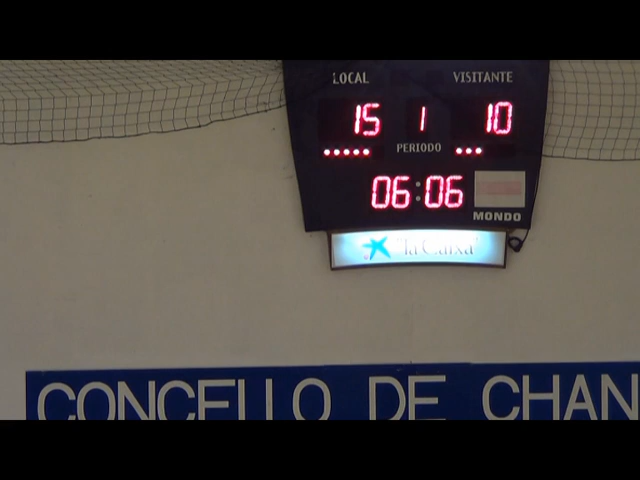 LOCAL VISITANTE
15 1 10
PERIODO
06:06
MONDO
"la Caixa"
CONCELLO DE CHAN